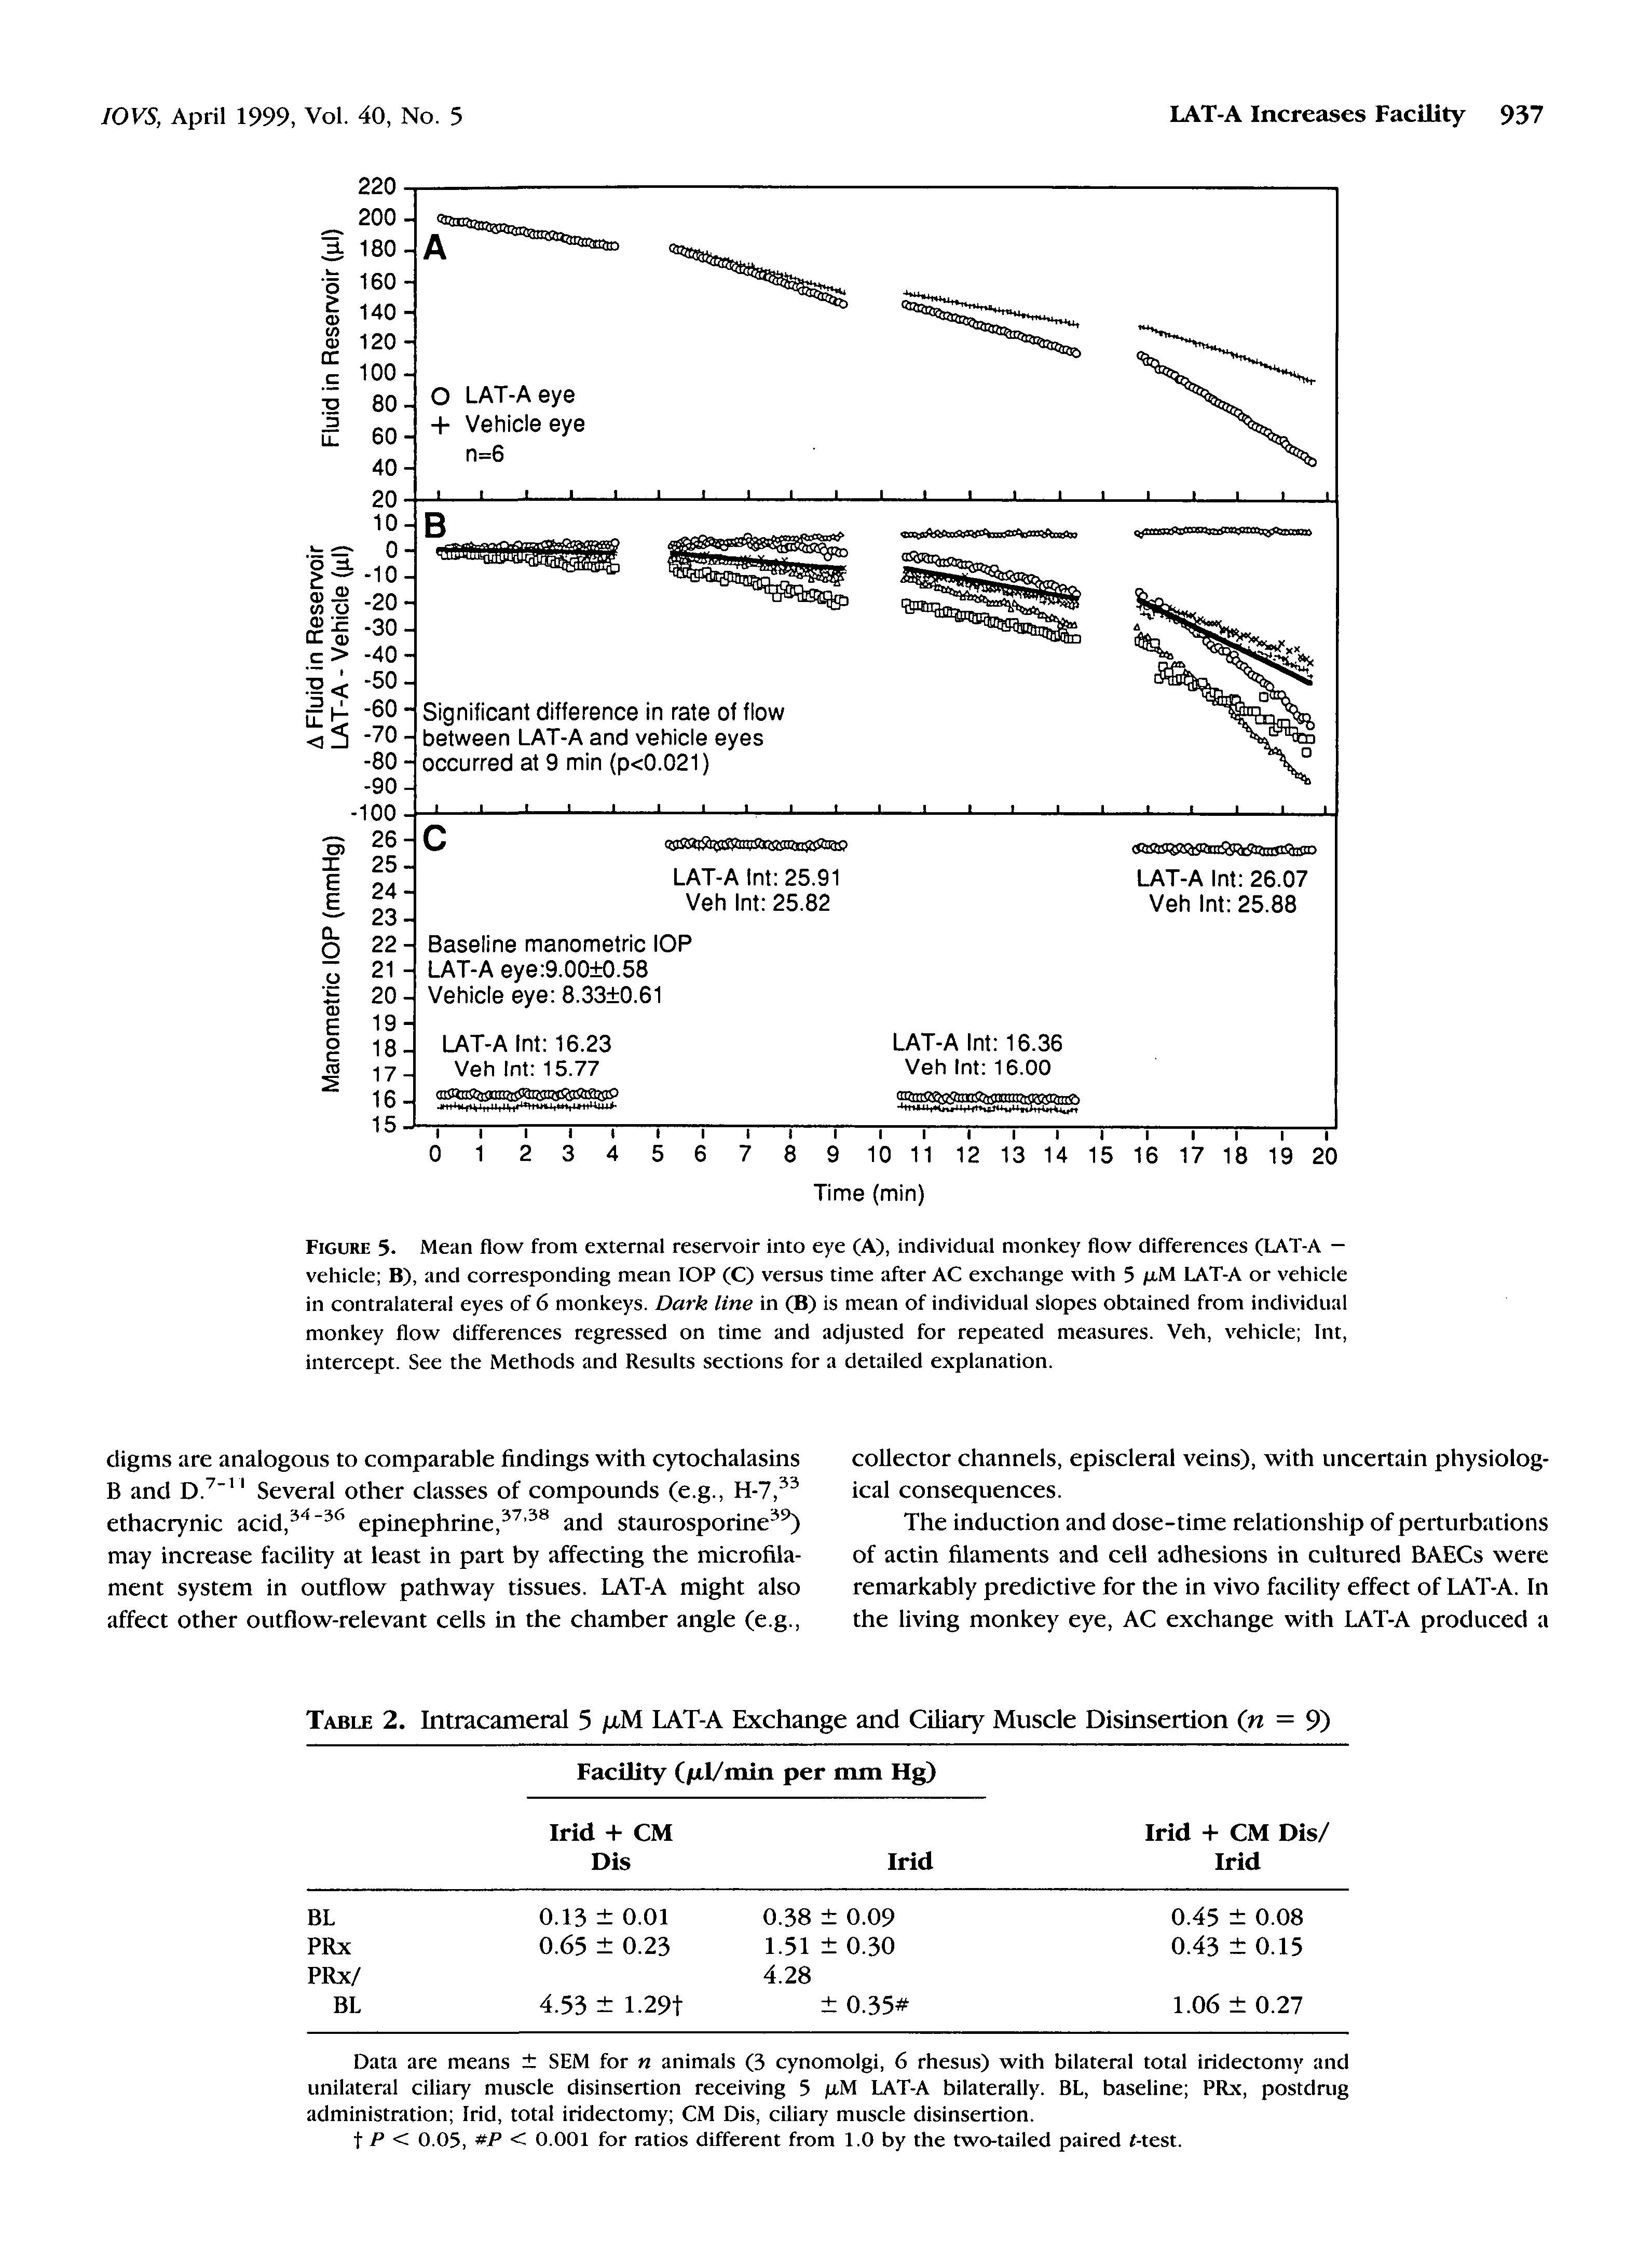 IOVS, April 1999, Vol. 40, No. 5
LAT-A Increases Facility 937
220
200
180
160
140
120
100
80
60
40
20
Fluid in Reservoir (µl)
A
O LAT-A eye
+ Vehicle eye
n=6
10
0
-10
-20
-30
-40
-50
-60
-70
-80
-90
-100
Δ Fluid in Reservoir
LAT-A - Vehicle (µl)
B
Significant difference in rate of flow
between LAT-A and vehicle eyes
occurred at 9 min (p<0.021)
26
25
24
23
22
21
20
19
18
17
16
15
Manometric IOP (mmHg)
C
LAT-A Int: 25.91
Veh Int: 25.82
LAT-A Int: 26.07
Veh Int: 25.88
Baseline manometric IOP
LAT-A eye:9.00±0.58
Vehicle eye: 8.33±0.61
LAT-A Int: 16.23
Veh Int: 15.77
LAT-A Int: 16.36
Veh Int: 16.00
0 1 2 3 4 5 6 7 8 9 10 11 12 13 14 15 16 17 18 19 20
Time (min)
FIGURE 5. Mean flow from external reservoir into eye (A), individual monkey flow differences (LAT-A −
vehicle; B), and corresponding mean IOP (C) versus time after AC exchange with 5 µM LAT-A or vehicle
in contralateral eyes of 6 monkeys. Dark line in (B) is mean of individual slopes obtained from individual
monkey flow differences regressed on time and adjusted for repeated measures. Veh, vehicle; Int,
intercept. See the Methods and Results sections for a detailed explanation.
digms are analogous to comparable findings with cytochalasins
B and D.⁷⁻¹¹ Several other classes of compounds (e.g., H-7,³³
ethacrynic acid,³⁴⁻³⁶ epinephrine,³⁷,³⁸ and staurosporine³⁹)
may increase facility at least in part by affecting the microfila-
ment system in outflow pathway tissues. LAT-A might also
affect other outflow-relevant cells in the chamber angle (e.g.,
collector channels, episcleral veins), with uncertain physiolog-
ical consequences.
The induction and dose-time relationship of perturbations
of actin filaments and cell adhesions in cultured BAECs were
remarkably predictive for the in vivo facility effect of LAT-A. In
the living monkey eye, AC exchange with LAT-A produced a
TABLE 2. Intracameral 5 µM LAT-A Exchange and Ciliary Muscle Disinsertion (n = 9)
Facility (µl/min per mm Hg)
Irid + CM Dis
Irid
Irid + CM Dis/ Irid
BL 0.13 ± 0.01 0.38 ± 0.09 0.45 ± 0.08
PRx 0.65 ± 0.23 1.51 ± 0.30 0.43 ± 0.15
PRx/ 4.28
BL 4.53 ± 1.29† ± 0.35# 1.06 ± 0.27
Data are means ± SEM for n animals (3 cynomolgi, 6 rhesus) with bilateral total iridectomy and
unilateral ciliary muscle disinsertion receiving 5 µM LAT-A bilaterally. BL, baseline; PRx, postdrug
administration; Irid, total iridectomy; CM Dis, ciliary muscle disinsertion.
† P < 0.05, #P < 0.001 for ratios different from 1.0 by the two-tailed paired t-test.